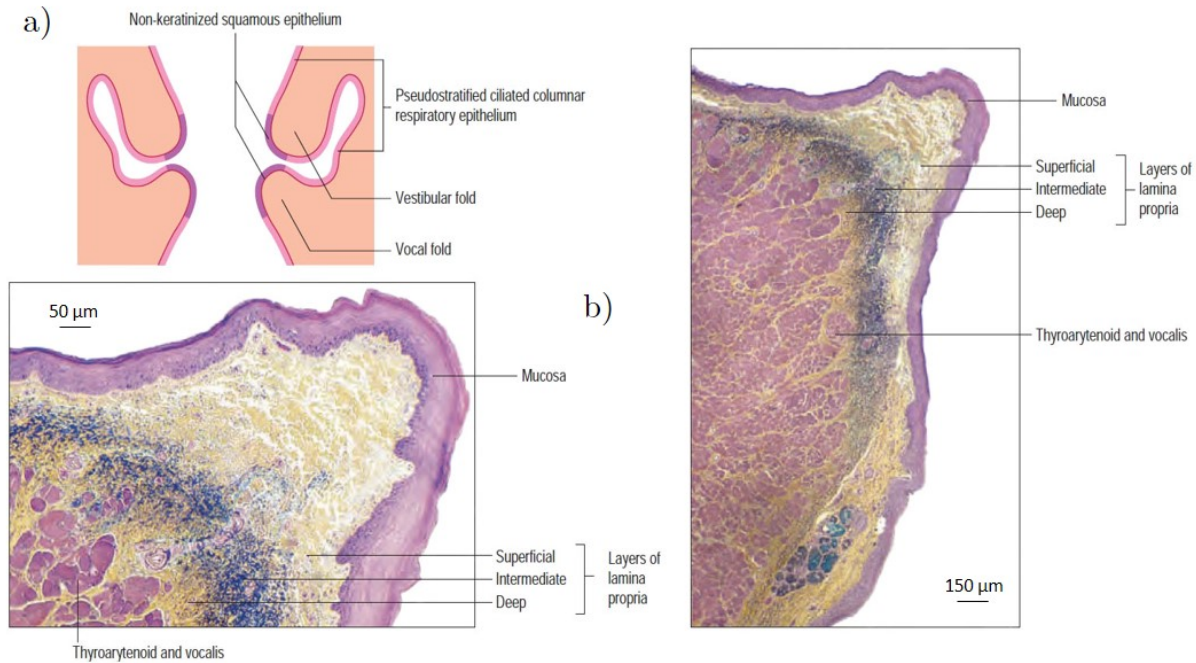 a)
Non-keratinized squamous epithelium
Pseudostratified ciliated columnar
respiratory epithelium
Vestibular fold
Vocal fold
50 µm
Mucosa
Superficial
Intermediate
Deep
Layers of
lamina
propria
Thyroarytenoid and vocalis
b)
Mucosa
Superficial
Intermediate
Deep
Layers of
lamina
propria
Thyroarytenoid and vocalis
150 µm